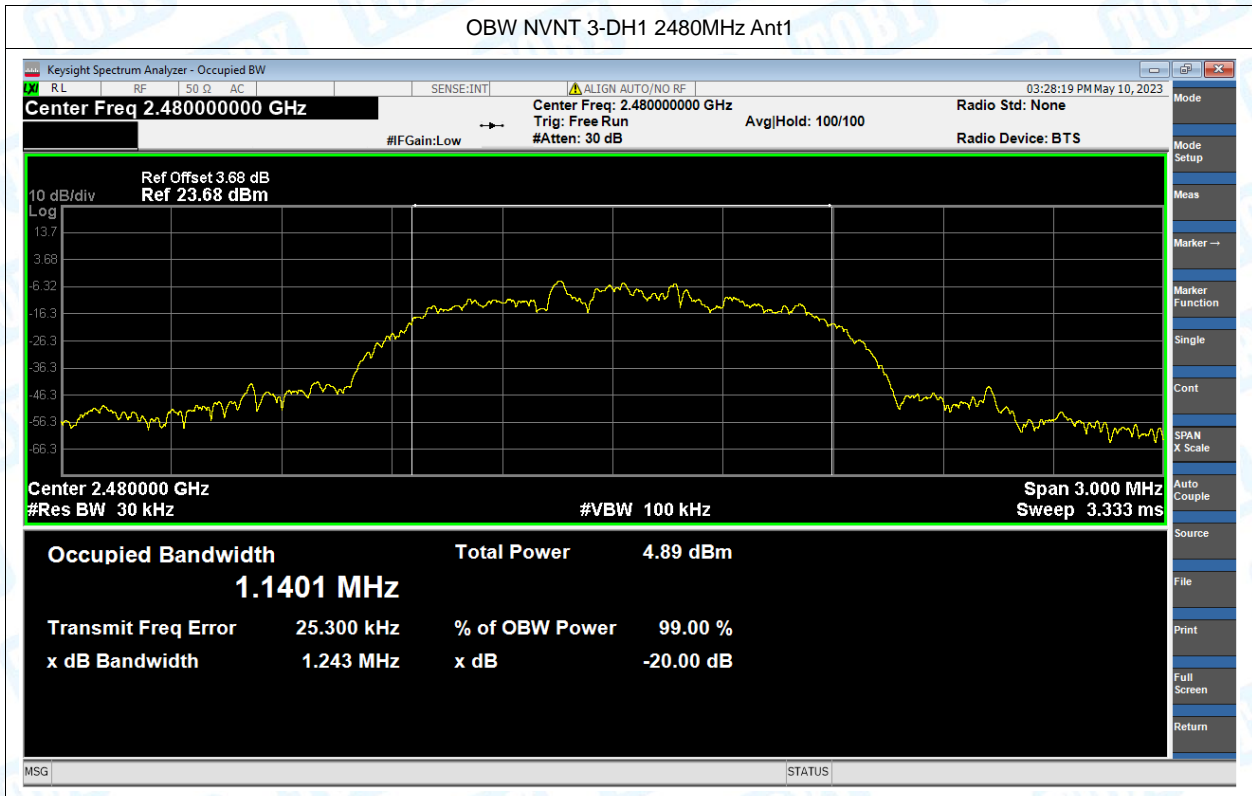 OBW NVNT 3-DH1 2480MHz Ant1
Keysight Spectrum Analyzer - Occupied BW
LXI RL RF 50 Ω AC SENSE:INT ALIGN AUTO/NO RF 03:28:19 PM May 10, 2023
Center Freq 2.480000000 GHz
Center Freq: 2.480000000 GHz Radio Std: None
Trig: Free Run Avg|Hold: 100/100
#IFGain:Low #Atten: 30 dB Radio Device: BTS
Ref Offset 3.68 dB
10 dB/div Ref 23.68 dBm
Log
13.7
3.68
-6.32
-16.3
-26.3
-36.3
-46.3
-56.3
-66.3
Center 2.480000 GHz Span 3.000 MHz
#Res BW 30 kHz #VBW 100 kHz Sweep 3.333 ms
Occupied Bandwidth Total Power 4.89 dBm
1.1401 MHz
Transmit Freq Error 25.300 kHz % of OBW Power 99.00 %
x dB Bandwidth 1.243 MHz x dB -20.00 dB
MSG STATUS
Mode
Mode
Setup
Meas
Marker→
Marker
Function
Single
Cont
SPAN
X Scale
Auto
Couple
Source
File
Print
Full
Screen
Return
TOBY